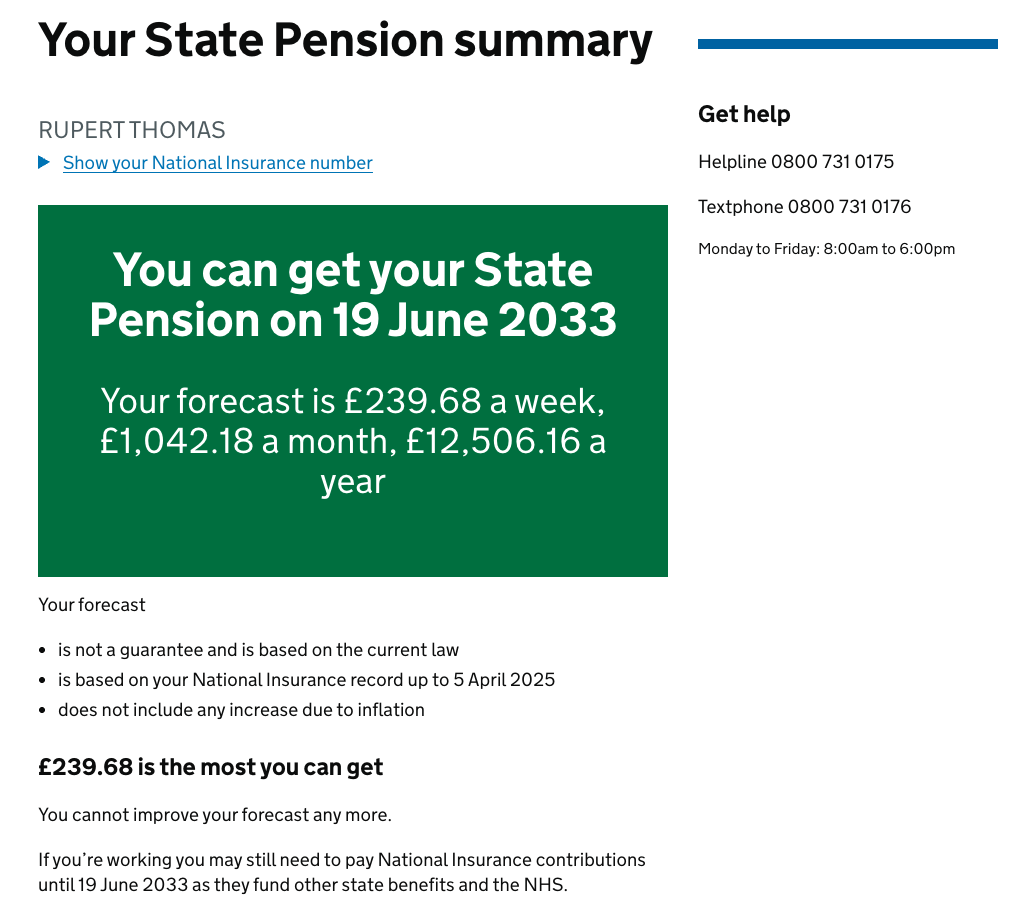 Your State Pension summary
RUPERT THOMAS
Show your National Insurance number
You can get your State
Pension on 19 June 2033
Your forecast is £239.68 a week,
£1,042.18 a month, £12,506.16 a
year
Your forecast
• is not a guarantee and is based on the current law
• is based on your National Insurance record up to 5 April 2025
• does not include any increase due to inflation
£239.68 is the most you can get
You cannot improve your forecast any more.
If you’re working you may still need to pay National Insurance contributions
until 19 June 2033 as they fund other state benefits and the NHS.
Get help
Helpline 0800 731 0175
Textphone 0800 731 0176
Monday to Friday: 8:00am to 6:00pm